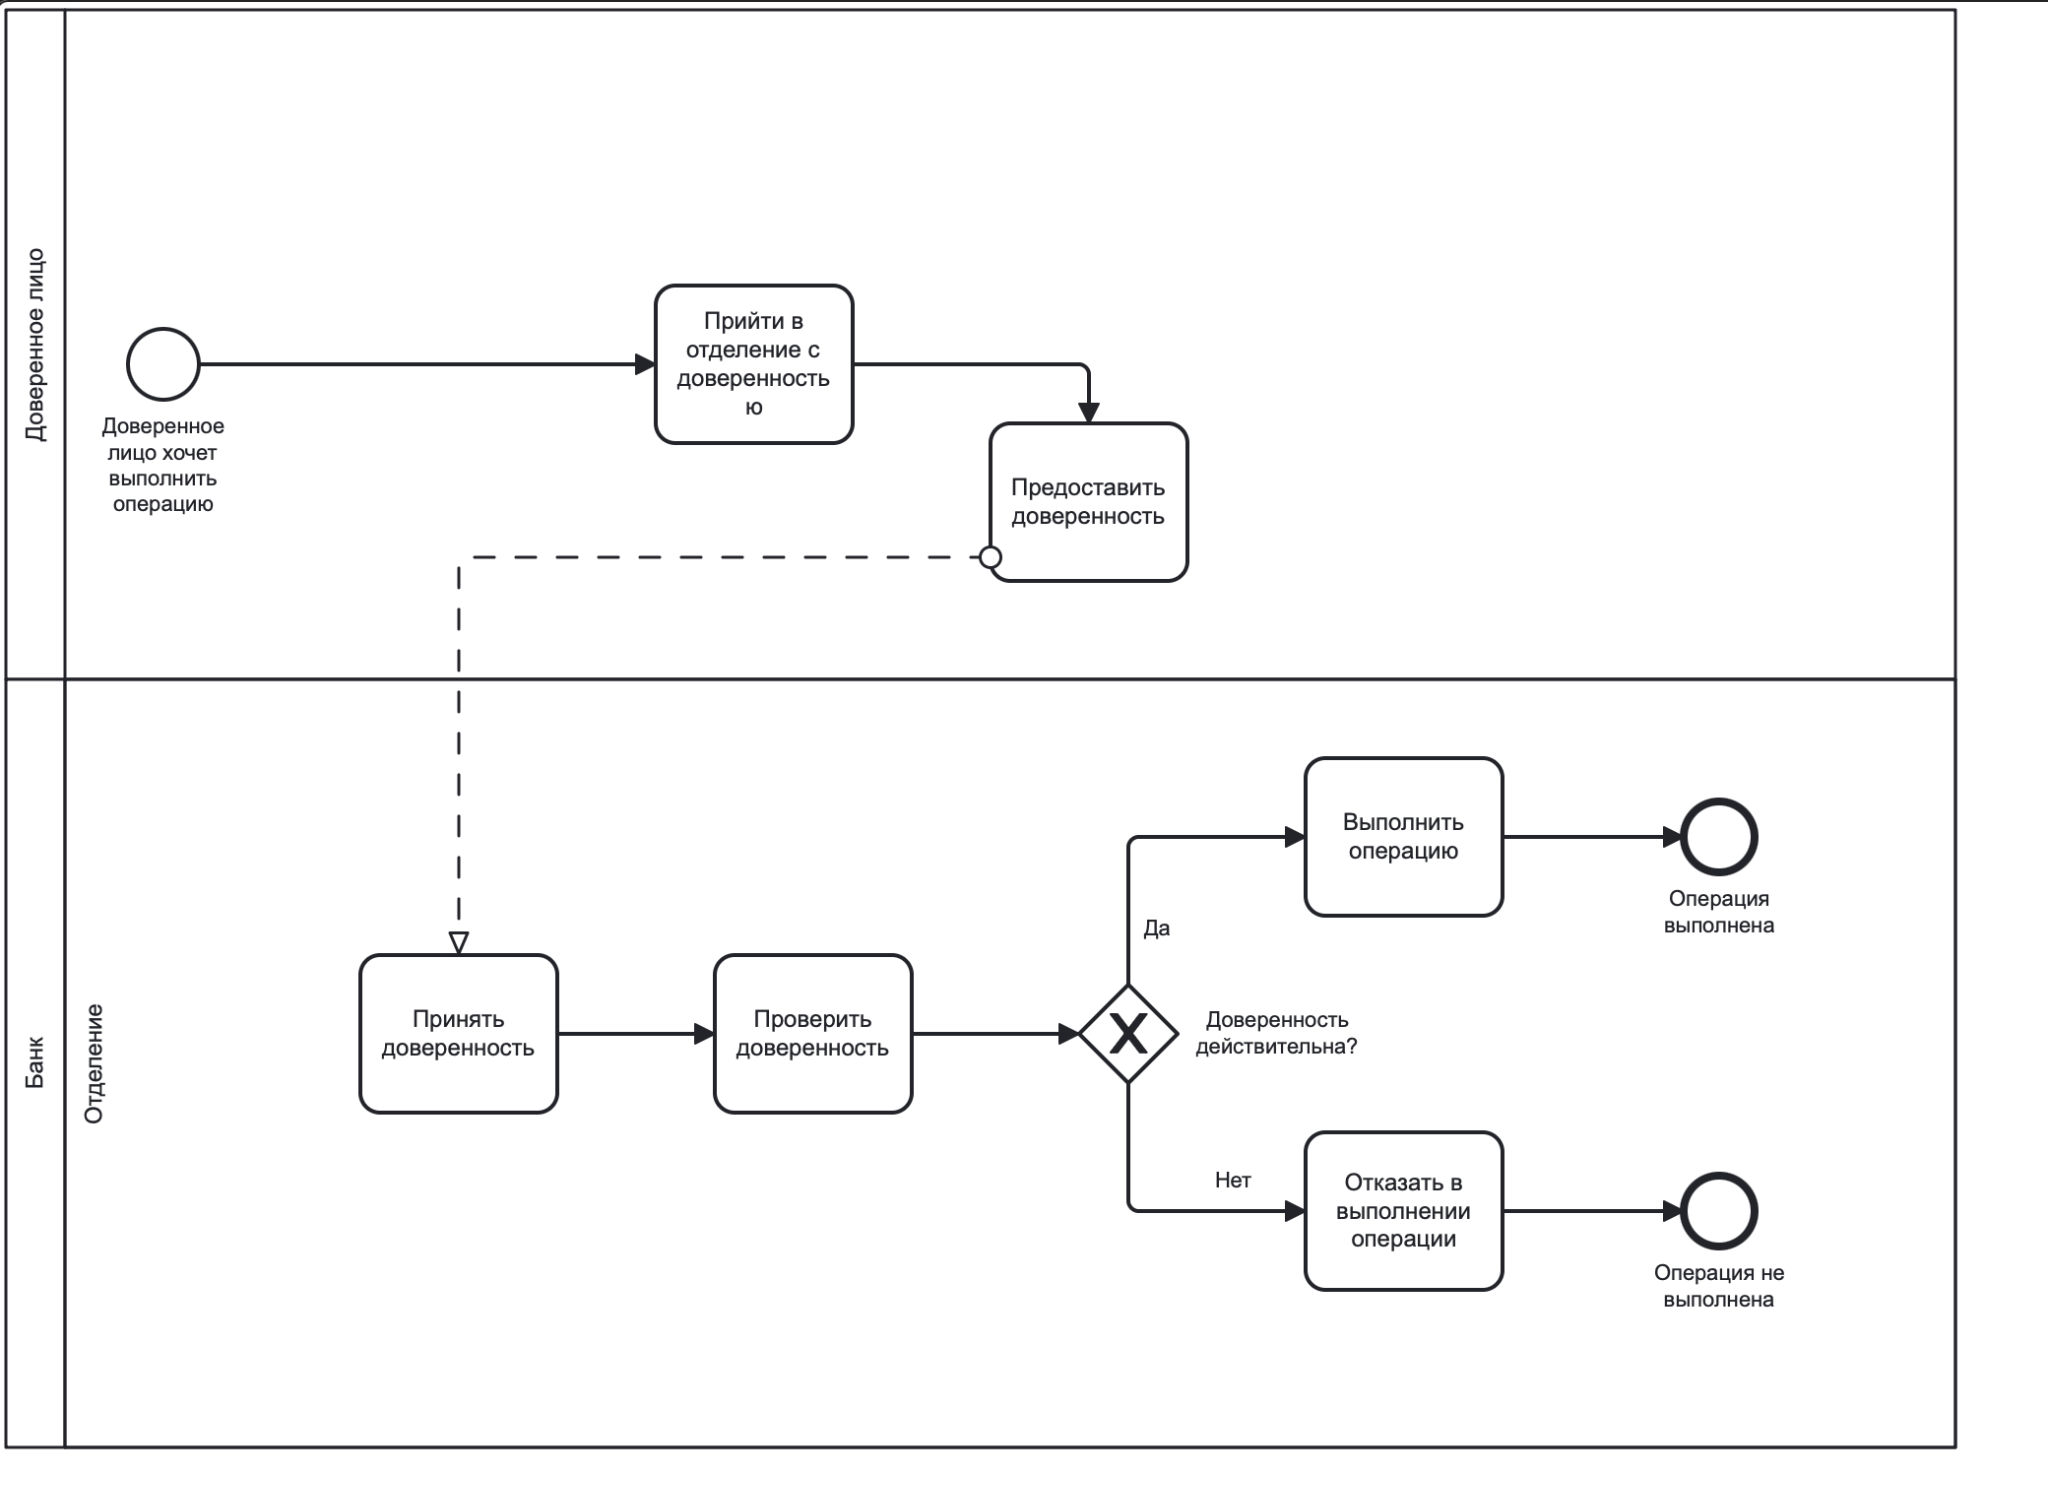 Доверенное лицо
Доверенное
лицо хочет
выполнить
операцию
Прийти в
отделение с
доверенность
ю
Предоставить
доверенность
Банк
Отделение
Принять
доверенность
Проверить
доверенность
Доверенность
действительна?
Да
Выполнить
операцию
Операция
выполнена
Нет
Отказать в
выполнении
операции
Операция не
выполнена